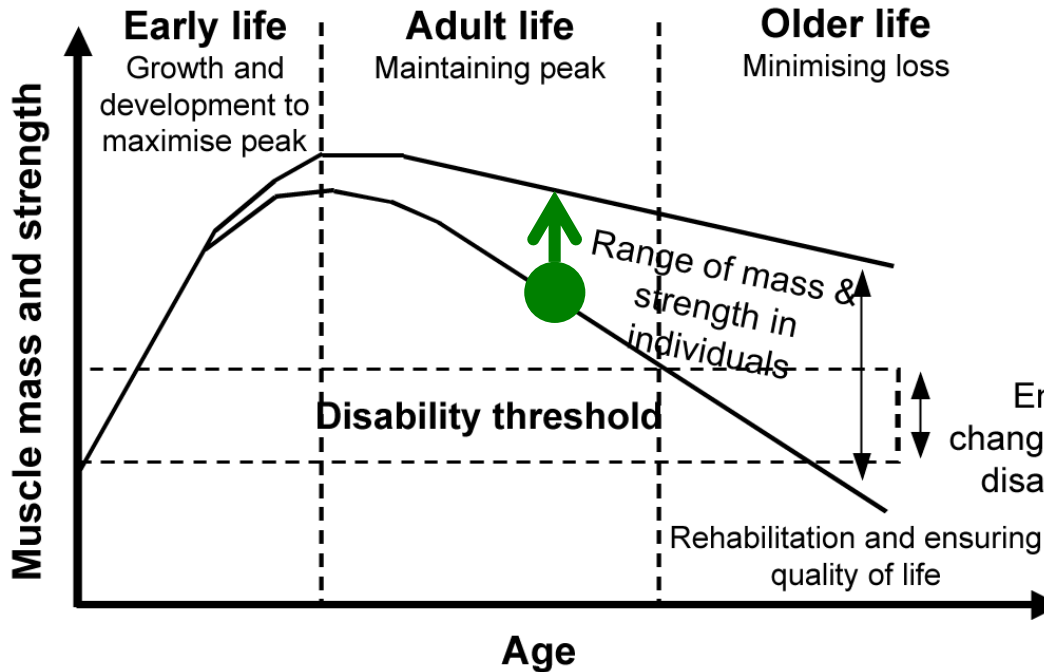 Early life
Growth and
development to
maximise peak
Adult life
Maintaining peak
Older life
Minimising loss
Muscle mass and strength
Range of mass &
strength in
individuals
Disability threshold
Rehabilitation and ensuring
quality of life
Age